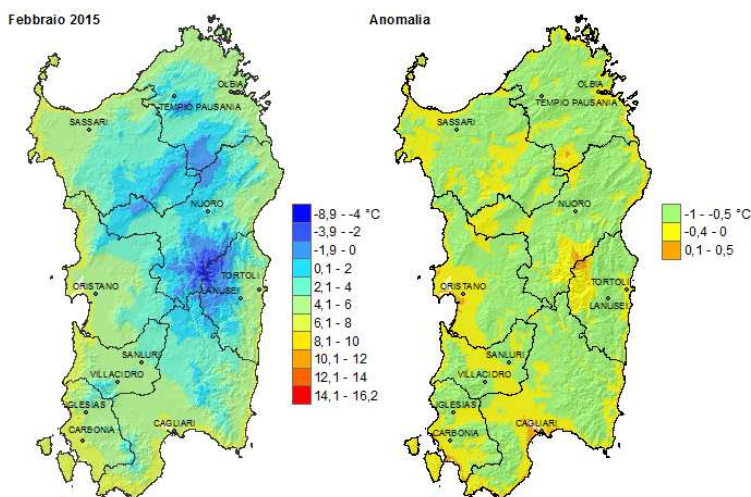 Febbraio 2015
OLBIA
TEMPIO PAUSANIA
SASSARI
NUORO
ORISTANO
TORTOLI
LANUSEI
SANLURI
VILLACIDRO
IGLESIAS
CARBONIA
CAGLIARI
-8,9 - -4 °C
-3,9 - -2
-1,9 - 0
0,1 - 2
2,1 - 4
4,1 - 6
6,1 - 8
8,1 - 10
10,1 - 12
12,1 - 14
14,1 - 16,2
Anomalia
OLBIA
TEMPIO PAUSANIA
SASSARI
NUORO
ORISTANO
TORTOLI
LANUSEI
SANLURI
VILLACIDRO
IGLESIAS
CARBONIA
CAGLIARI
-1 - -0,5 °C
-0,4 - 0
0,1 - 0,5